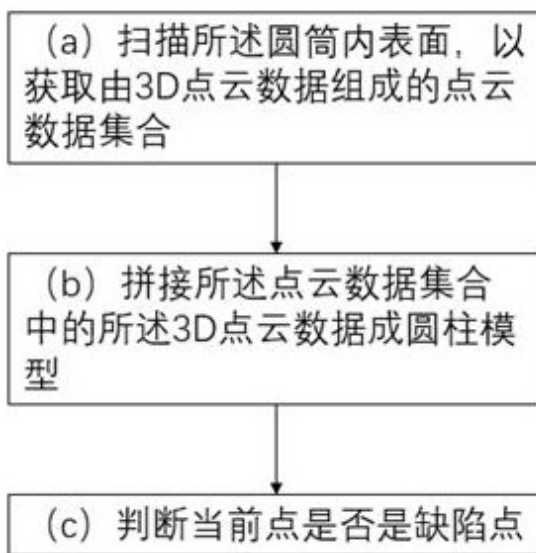 （a）扫描所述圆筒内表面，以
获取由3D点云数据组成的点云
数据集合
（b）拼接所述点云数据集合
中的所述3D点云数据成圆柱模
型
（c）判断当前点是否是缺陷点